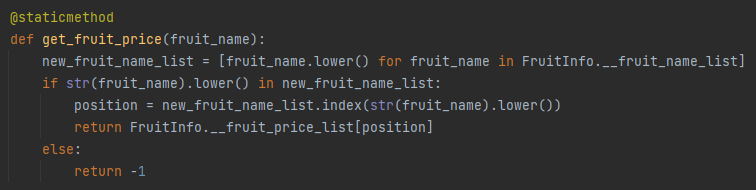 @staticmethod
def get_fruit_price(fruit_name):
    new_fruit_name_list = [fruit_name.lower() for fruit_name in FruitInfo.__fruit_name_list]
    if str(fruit_name).lower() in new_fruit_name_list:
        position = new_fruit_name_list.index(str(fruit_name).lower())
        return FruitInfo.__fruit_price_list[position]
    else:
        return -1